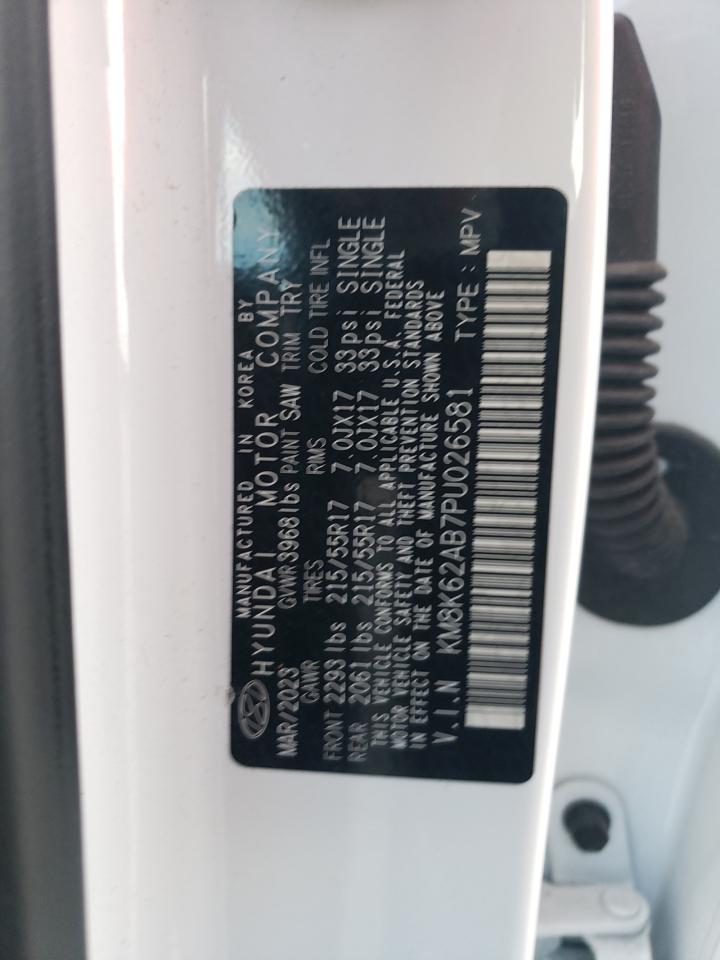 MANUFACTURED IN KOREA BY
HYUNDAI MOTOR COMPANY
MAR/2023 GVWR 3968 lbs PAINT SAW TRIM TRY
GAWR TIRES RMS COLD TIRE INFL
FRONT 2293 lbs 215/55R17 7.0JX17 33psi SINGLE
REAR 2061 lbs 215/55R17 7.0JX17 33psi SINGLE
THIS VEHICLE CONFORMS TO ALL APPLICABLE U.S.A. FEDERAL
MOTOR VEHICLE SAFETY AND THEFT PREVENTION STANDARDS
IN EFFECT ON THE DATE OF MANUFACTURE SHOWN ABOVE
V.I.N KM8K62AB7PU026581 TYPE : MPV